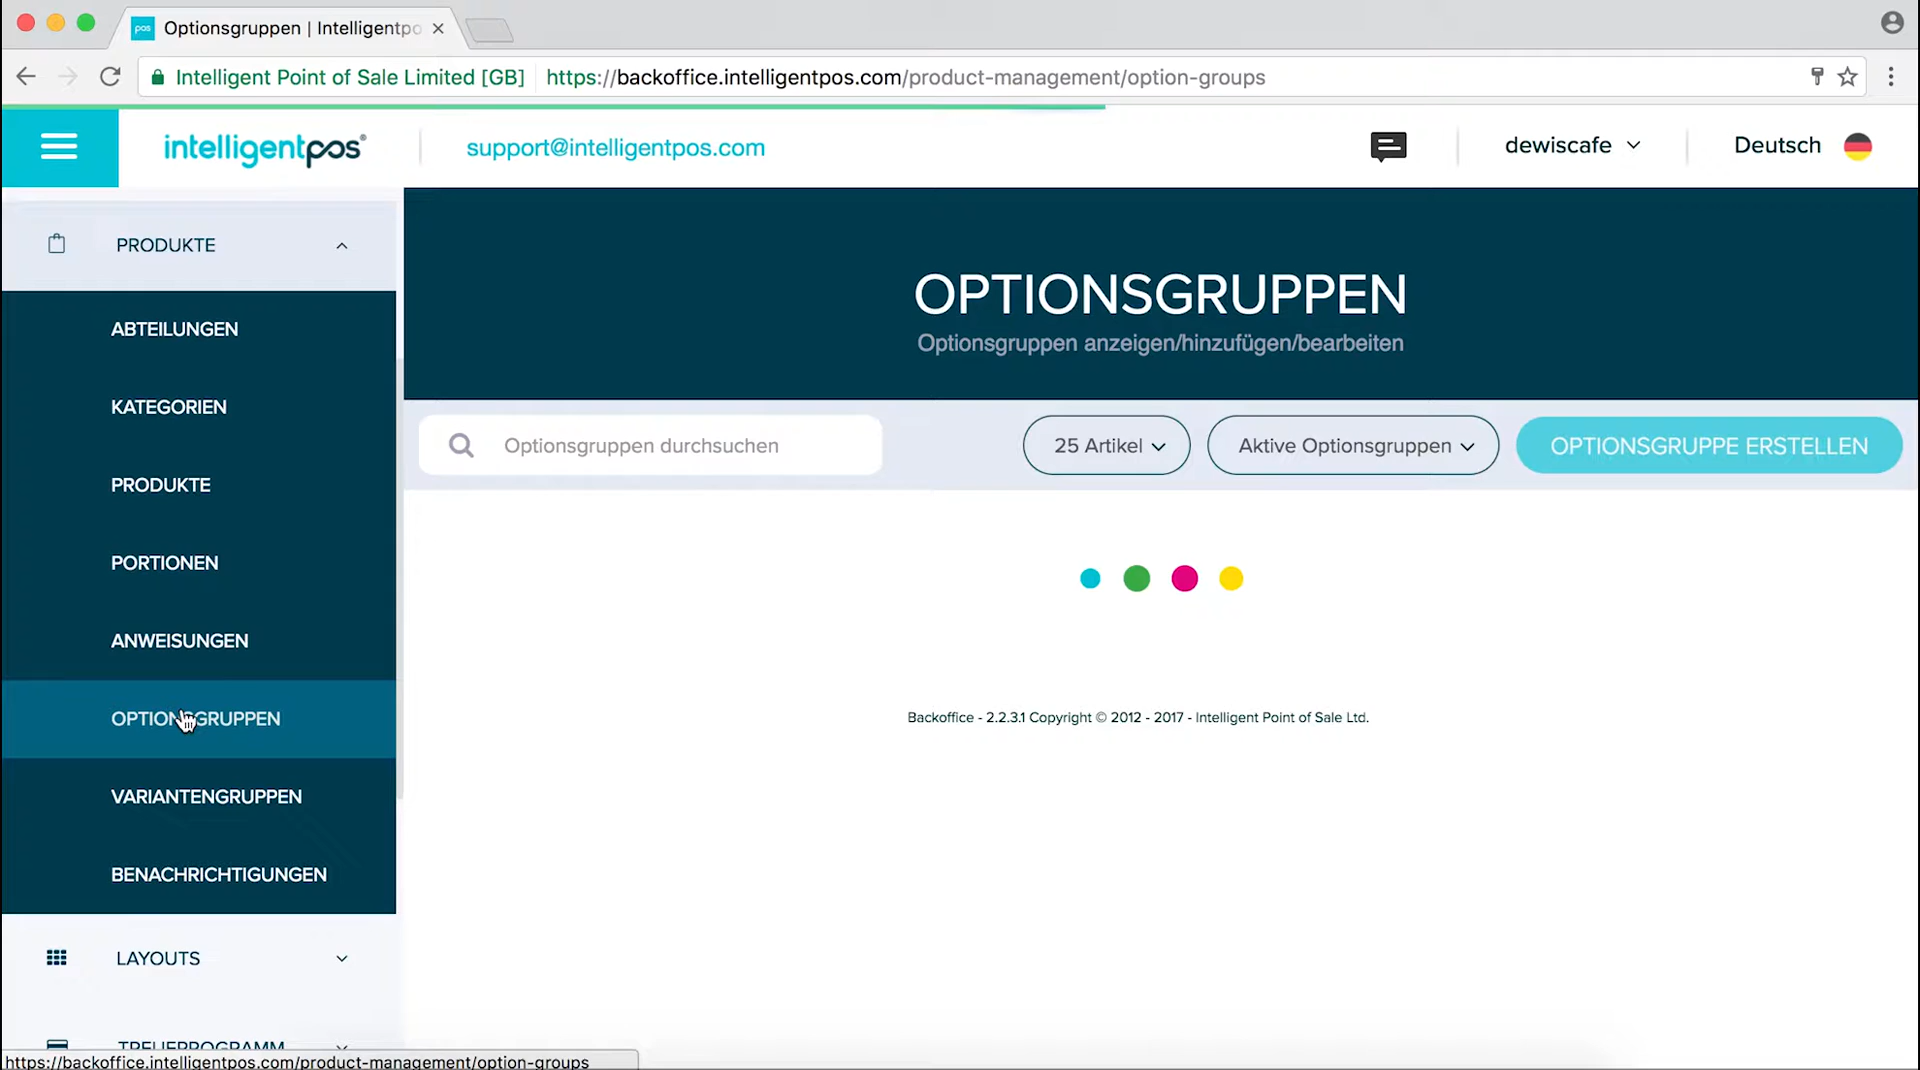 pos Optionsgruppen | Intelligentpo
Intelligent Point of Sale Limited [GB] https://backoffice.intelligentpos.com/product-management/option-groups
intelligentpos® support@intelligentpos.com dewiscafe Deutsch
PRODUKTE
ABTEILUNGEN
KATEGORIEN
PRODUKTE
PORTIONEN
ANWEISUNGEN
OPTIONSGRUPPEN
VARIANTENGRUPPEN
BENACHRICHTIGUNGEN
LAYOUTS
TREUEPROGRAMM
OPTIONSGRUPPEN
Optionsgruppen anzeigen/hinzufügen/bearbeiten
Optionsgruppen durchsuchen 25 Artikel Aktive Optionsgruppen OPTIONSGRUPPE ERSTELLEN
Backoffice - 2.2.3.1 Copyright © 2012 - 2017 - Intelligent Point of Sale Ltd.
https://backoffice.intelligentpos.com/product-management/option-groups